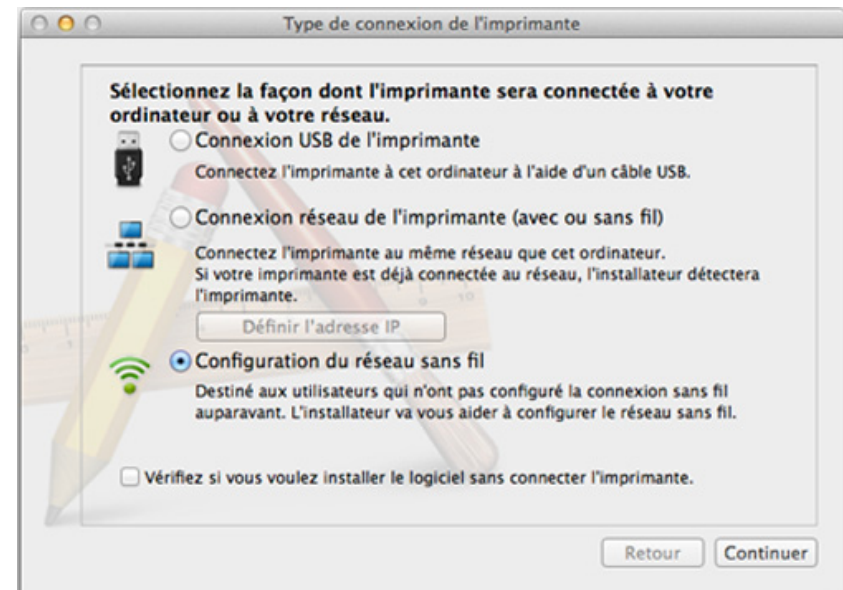 Type de connexion de l'imprimante
Sélectionnez la façon dont l'imprimante sera connectée à votre
ordinateur ou à votre réseau.
Connexion USB de l'imprimante
Connectez l'imprimante à cet ordinateur à l'aide d'un câble USB.
Connexion réseau de l'imprimante (avec ou sans fil)
Connectez l'imprimante au même réseau que cet ordinateur.
Si votre imprimante est déjà connectée au réseau, l'installateur détectera
l'imprimante.
Définir l'adresse IP
Configuration du réseau sans fil
Destiné aux utilisateurs qui n'ont pas configuré la connexion sans fil
auparavant. L'installateur va vous aider à configurer le réseau sans fil.
Vérifiez si vous voulez installer le logiciel sans connecter l'imprimante.
Retour Continuer